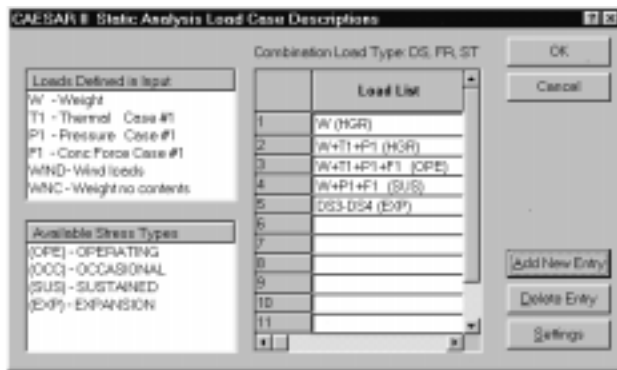 CAESAR II Static Analysis Load Case Descriptions
Combination Load Type: DS, FR, ST
OK
Cancel
Loads Defined in Input
W - Weight
T1 - Thermal Case #1
P1 - Pressure Case #1
F1 - Conc Force Case #1
WIND- Wind loads
WNC - Weight no contents
Available Stress Types
(OPE) - OPERATING
(OCC) - OCCASIONAL
(SUS) - SUSTAINED
(EXP) - EXPANSION
Load List
1 W (HGR)
2 W+T1+P1 (HGR)
3 W+T1+P1+F1 (OPE)
4 W+P1+F1 (SUS)
5 DS3-DS4 (EXP)
6
7
8
9
10
11
Add New Entry
Delete Entry
Settings